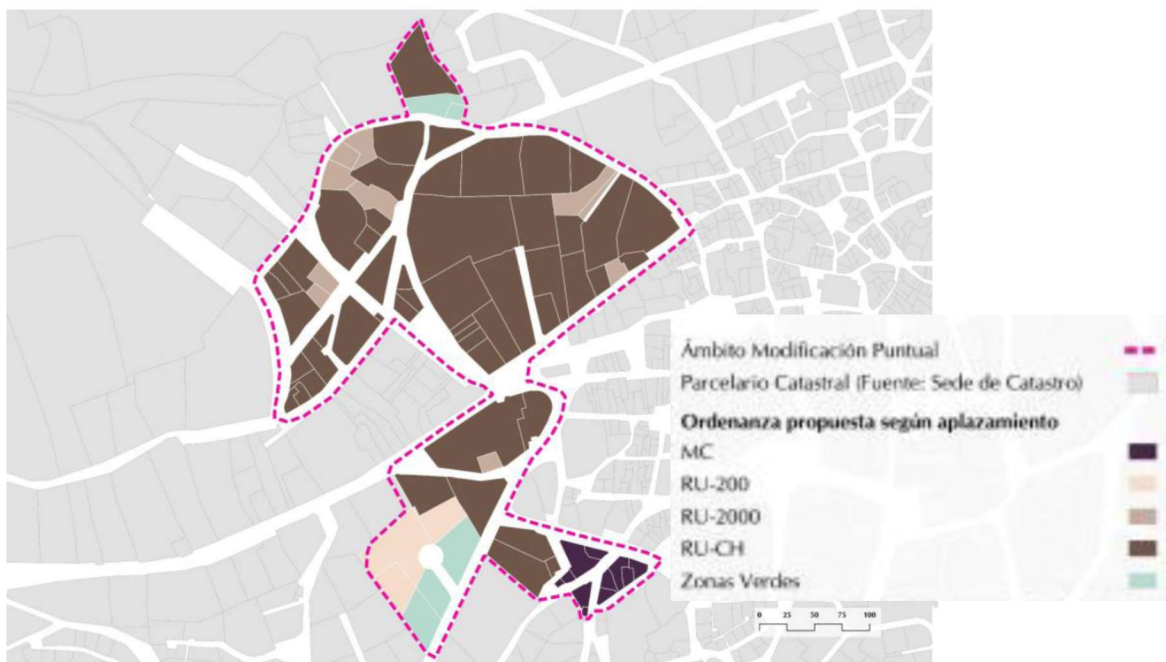 Ámbito Modificación Puntual
Parcelario Catastral (Fuente: Sede de Catastro)
Ordenanza propuesta según aplazamiento
MC
RU-200
RU-2000
RU-CH
Zonas Verdes
0 25 50 75 100